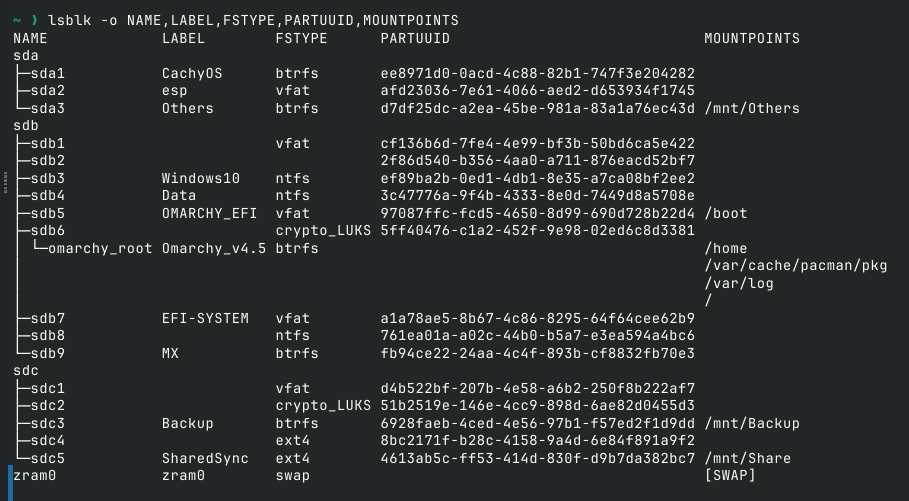 ~ ❯ lsblk -o NAME,LABEL,FSTYPE,PARTUUID,MOUNTPOINTS
NAME             LABEL        FSTYPE      PARTUUID                             MOUNTPOINTS
sda
├─sda1           CachyOS      btrfs       ee8971d0-0acd-4c88-82b1-747f3e204282
├─sda2           esp          vfat        afd23036-7e61-4066-aed2-d653934f1745
└─sda3           Others       btrfs       d7df25dc-a2ea-45be-981a-83a1a76ec43d /mnt/Others
sdb
├─sdb1                        vfat        cf136b6d-7fe4-4e99-bf3b-50bd6ca5e422
├─sdb2                                    2f86d540-b356-4aa0-a711-876eacd52bf7
├─sdb3           Windows10    ntfs        ef89ba2b-0ed1-4db1-8e35-a7ca08bf2ee2
├─sdb4           Data         ntfs        3c47776a-9f4b-4333-8e0d-7449d8a5708e
├─sdb5           OMARCHY_EFI  vfat        97087ffc-fcd5-4650-8d99-690d728b22d4 /boot
├─sdb6                        crypto_LUKS 5ff40476-c1a2-452f-9e98-02ed6c8d3381
│ └─omarchy_root Omarchy_v4.5 btrfs                                            /home
│                                                                              /var/cache/pacman/pkg
│                                                                              /var/log
│                                                                              /
├─sdb7           EFI-SYSTEM   vfat        a1a78ae5-8b67-4c86-8295-64f64cee62b9
├─sdb8                        ntfs        761ea01a-a02c-44b0-b5a7-e3ea594a4bc6
└─sdb9           MX           btrfs       fb94ce22-24aa-4c4f-893b-cf8832fb70e3
sdc
├─sdc1                        vfat        d4b522bf-207b-4e58-a6b2-250f8b222af7
├─sdc2                        crypto_LUKS 51b2519e-146e-4cc9-898d-6ae82d0455d3
├─sdc3           Backup       btrfs       6928faeb-4ced-4e56-97b1-f57ed2f1d9dd /mnt/Backup
├─sdc4                        ext4        8bc2171f-b28c-4158-9a4d-6e84f891a9f2
└─sdc5           SharedSync   ext4        4613ab5c-ff53-414d-830f-d9b7da382bc7 /mnt/Share
zram0            zram0        swap                                             [SWAP]